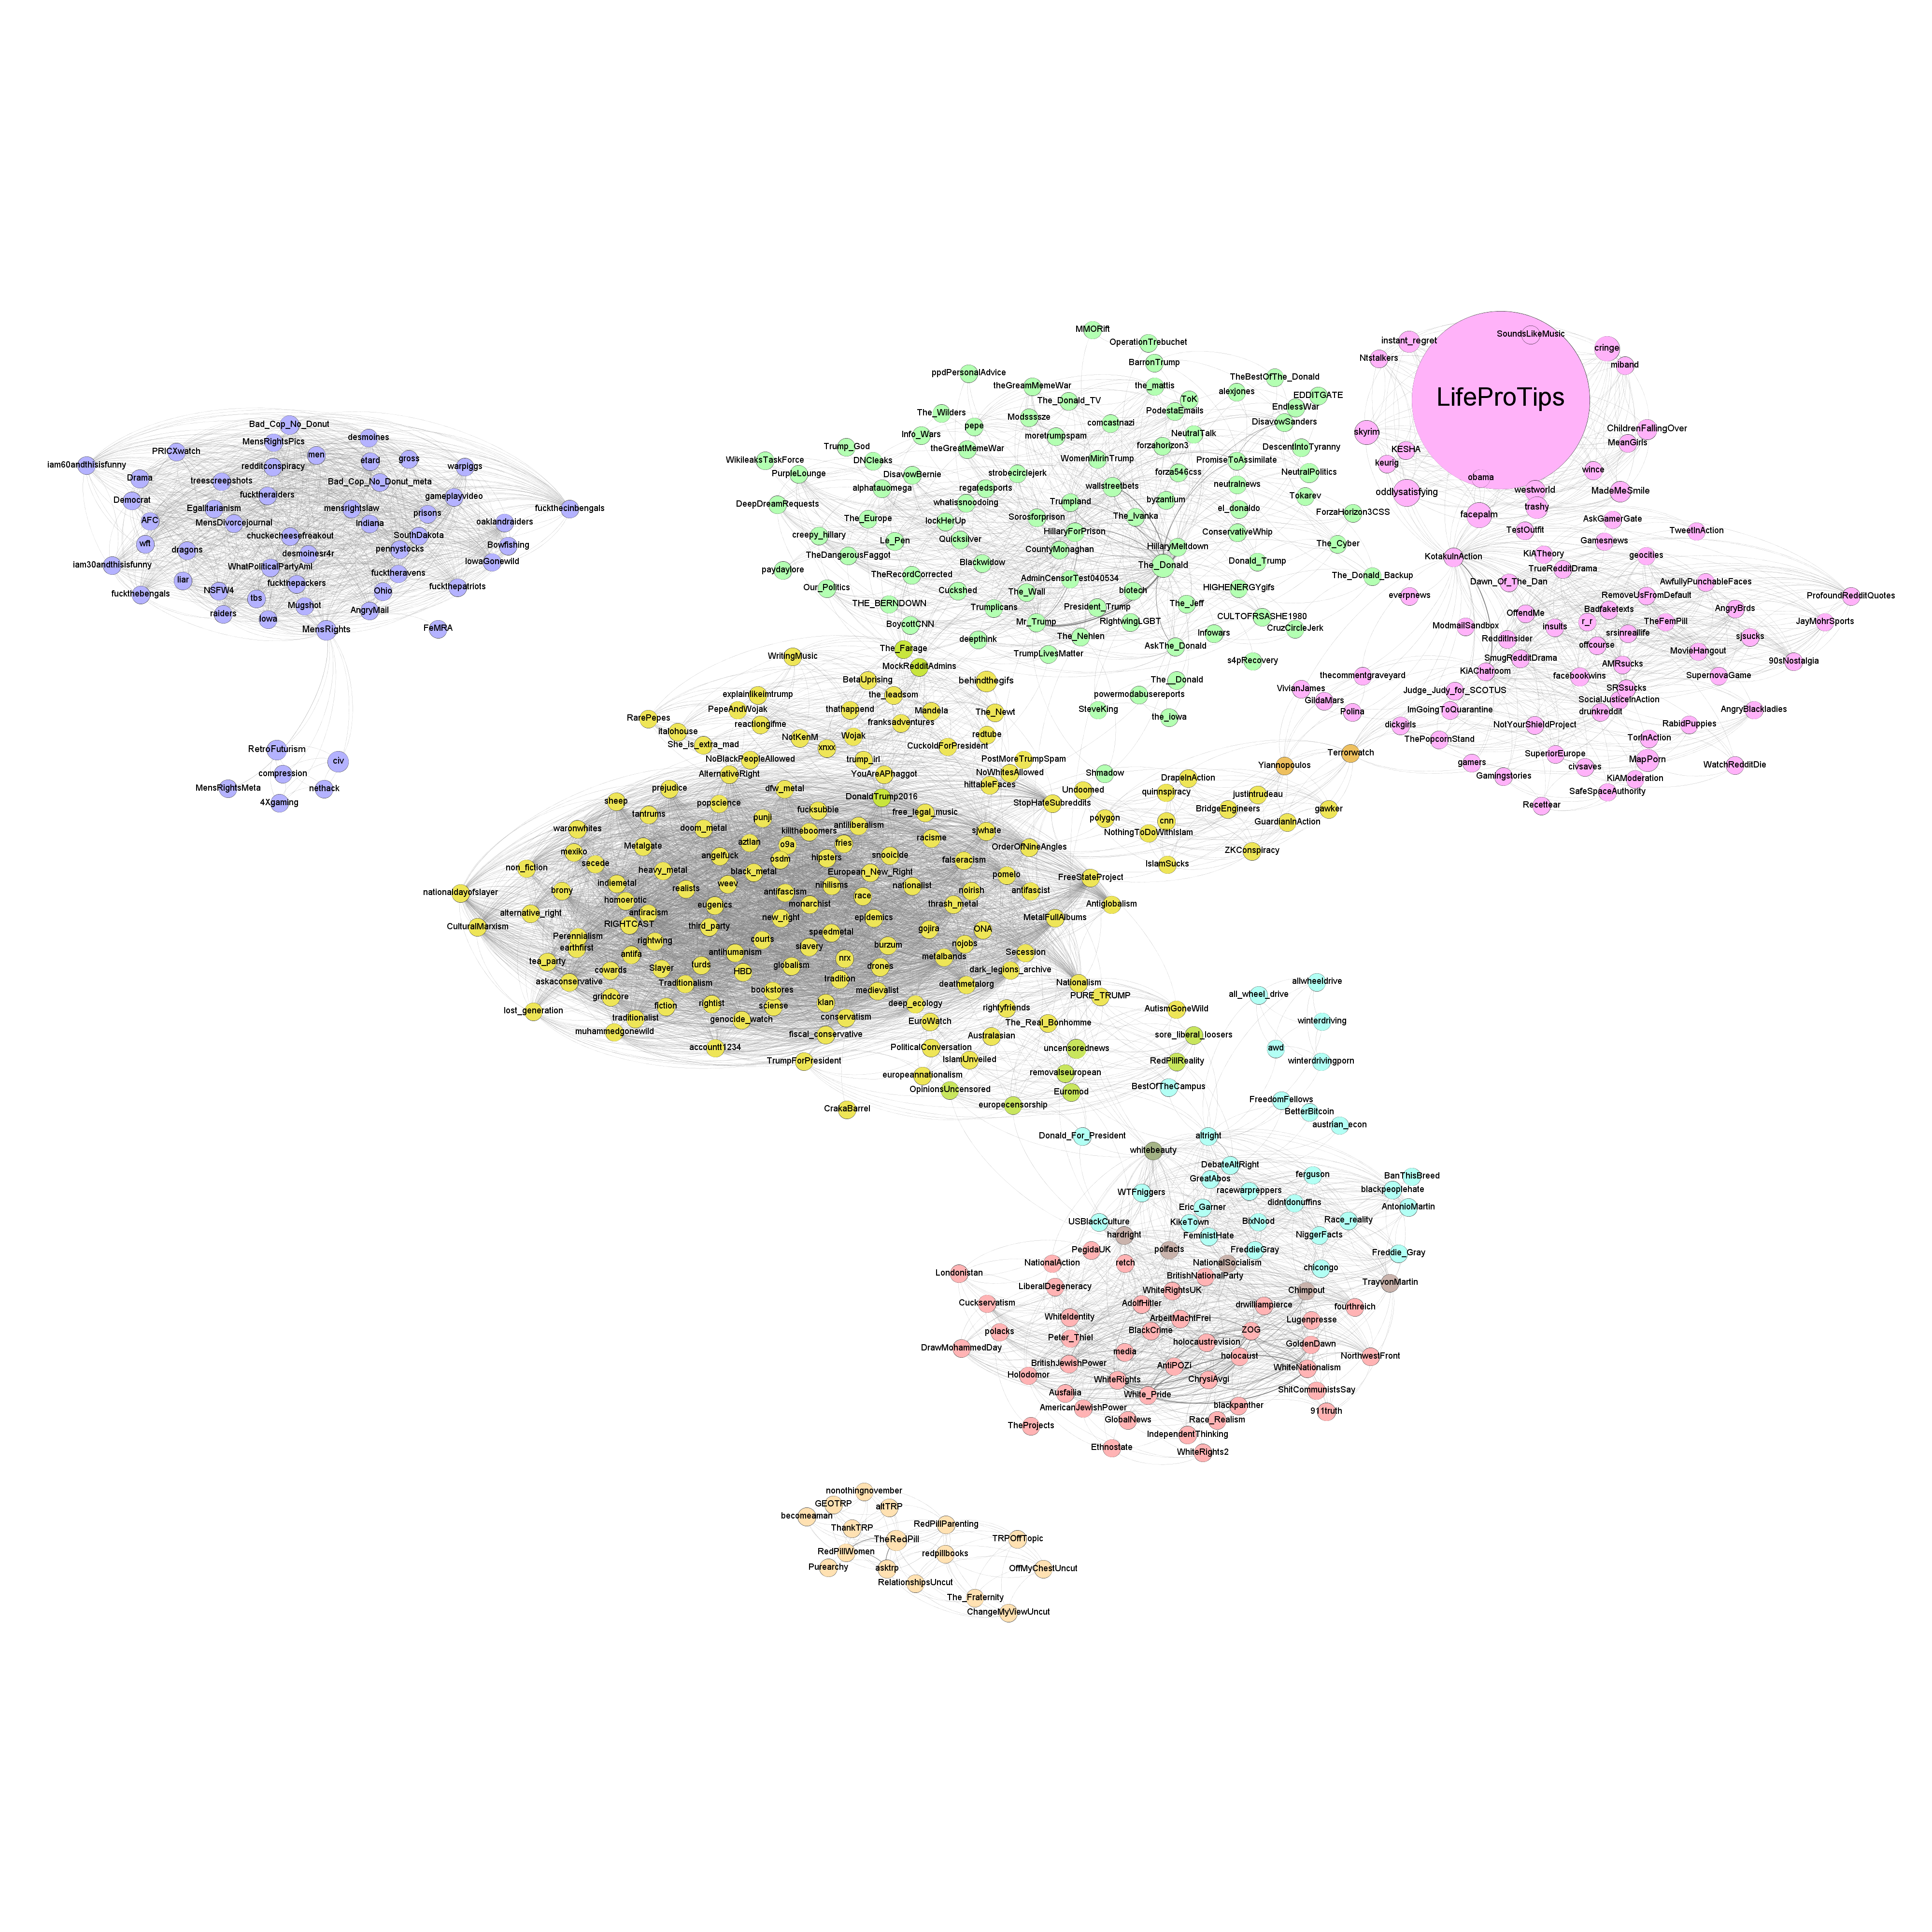 Bad_Cop_No_Donut
desmoines
MensRightsPics
PRICXwatch
men
iam60andthisisfunny
redditconspiracy
etard
gross
warpiggs
Drama
treescreepshots
Bad_Cop_No_Donut_meta
Democrat
fucktheraiders
gameplayvideo
Egalitarianism
mensrightslaw
prisons
fuckthecinbengals
AFC
MensDivorcejournal
Indiana
oaklandraiders
chuckecheesefreakout
SouthDakota
wft
dragons
desmoinesr4r
pennystocks
Bowfishing
iam30andthisisfunny
WhatPoliticalPartyAmI
IowaGonewild
liar
fuckthepackers
fucktheravens
fuckthebengals
NSFW4
tbs
Ohio
fuckthepatriots
raiders
Iowa
Mugshot
AngryMail
MensRights
FeMRA
RetroFuturism
civ
compression
MensRightsMeta
nethack
4Xgaming
MMORift
OperationTrebuchet
BarronTrump
ppdPersonalAdvice
theGreamMemeWar
the_mattis
TheBestOfThe_Donald
alexjones
EDDITGATE
The_Donald_TV
ToK
EndlessWar
The_Wilders
Modssssze
PodestaEmails
DisavowSanders
pepe
comcastnazi
Info_Wars
moretrumpspam
NeutralTalk
Trump_God
theGreatMemeWar
forzahorizon3
DescentIntoTyranny
WikileaksTaskForce
DNCleaks
WomenMirinTrump
PromiseToAssimilate
PurpleLounge
DisavowBernie
strobecirclejerk
forza546css
NeutralPolitics
alphatauomega
regatedsports
wallstreetbets
neutralnews
DeepDreamRequests
whatissnoodoing
Trumpland
byzantium
Tokarev
The_Europe
lockHerUp
Sorosforprison
The_Ivanka
el_donaldo
ForzaHorizon3CSS
creepy_hillary
Le_Pen
Quicksilver
HillaryForPrison
ConservativeWhip
TheDangerousFaggot
CountyMonaghan
HillaryMeltdown
The_Cyber
paydaylore
TheRecordCorrected
Blackwidow
The_Donald
Donald_Trump
The_Donald_Backup
Our_Politics
Cuckshed
AdminCensorTest040534
The_Wall
biotech
HIGHENERGYgifs
THE_BERNDOWN
Trumplicans
President_Trump
The_Jeff
BoycottCNN
Mr_Trump
RightwingLGBT
CULTOFRSASHE1980
deepthink
The_Nehlen
Infowars
CruzCircleJerk
TrumpLivesMatter
AskThe_Donald
s4pRecovery
The__Donald
powermodabusereports
SteveKing
the_iowa
Shmadow
SoundsLikeMusic
instant_regret
cringe
Ntstalkers
miband
LifeProTips
skyrim
ChildrenFallingOver
KESHA
MeanGirls
keurig
obama
wince
oddlysatisfying
westworld
MadeMeSmile
trashy
facepalm
AskGamerGate
TestOutfit
TweetInAction
Gamesnews
KotakuInAction
KiATheory
geocities
TrueRedditDrama
Dawn_Of_The_Dan
AwfullyPunchableFaces
everpnews
RemoveUsFromDefault
ProfoundRedditQuotes
OffendMe
Badfaketexts
AngryBrds
ModmailSandbox
insults
r_r
TheFemPill
JayMohrSports
RedditInsider
srsinreallife
sjsucks
offcourse
SmugRedditDrama
MovieHangout
KiAChatroom
AMRsucks
90sNostalgia
facebookwins
SupernovaGame
thecommentgraveyard
SRSsucks
VivianJames
Judge_Judy_for_SCOTUS
GildaMars
SocialJusticeInAction
Polina
ImGoingToQuarantine
drunkreddit
AngryBlackladies
dickgirls
NotYourShieldProject
RabidPuppies
ThePopcornStand
TorInAction
Terrorwatch
SuperiorEurope
MapPorn
Yiannopoulos
gamers
civsaves
WatchRedditDie
Gamingstories
KiAModeration
SafeSpaceAuthority
Recettear
The_Farage
MockRedditAdmins
WritingMusic
BetaUprising
behindthegifs
explainlikeimtrump
the_leadsom
RarePepes
PepeAndWojak
thathappend
Mandela
The_Newt
reactiongifme
franksadventures
italohouse
NotKenM
Wojak
redtube
She_is_extra_mad
xnxx
CuckoldForPresident
NoBlackPeopleAllowed
trump_irl
PostMoreTrumpSpam
AlternativeRight
YouAreAPhaggot
NoWhitesAllowed
hittableFaces
Undoomed
DrapeInAction
prejudice
dfw_metal
DonaldTrump2016
StopHateSubreddits
quinnspiracy
justintrudeau
sheep
popscience
fucksubbie
free_legal_music
BridgeEngineers
gawker
tantrums
punji
polygon
cnn
GuardianInAction
waronwhites
doom_metal
killtheboomers
antiliberalism
sjwhate
NothingToDoWithIslam
Metalgate
aztlan
o9a
fries
racisme
OrderOfNineAngles
mexiko
angelfuck
osdm
hipsters
snooicide
falseracism
ZKConspiracy
non_fiction
secede
heavy_metal
black_metal
European_New_Right
pomelo
IslamSucks
indiemetal
realists
weev
antifascism
nihilisms
nationalist
noirish
antifascist
FreeStateProject
nationaldayofslayer
brony
homoerotic
eugenics
monarchist
race
thrash_metal
Antiglobalism
alternative_right
antiracism
new_right
epidemics
MetalFullAlbums
CulturalMarxism
RIGHTCAST
third_party
speedmetal
gojira
ONA
Perennialism
rightwing
courts
slavery
burzum
nojobs
earthfirst
antifa
antihumanism
nrx
metalbands
Secession
tea_party
cowards
Slayer
turds
HBD
globalism
drones
dark_legions_archive
askaconservative
Traditionalism
tradition
deathmetalorg
Nationalism
grindcore
bookstores
medievalist
PURE_TRUMP
lost_generation
fiction
rightist
sciense
klan
deep_ecology
rightyfriends
AutismGoneWild
traditionalist
genocide_watch
conservatism
EuroWatch
The_Real_Bonhomme
muhammedgonewild
fiscal_conservative
Australasian
sore_liberal_loosers
accountt1234
PoliticalConversation
uncensorednews
TrumpForPresident
IslamUnveiled
RedPillReality
europeannationalism
removalseuropean
OpinionsUncensored
Euromod
BestOfTheCampus
CrakaBarrel
europecensorship
allwheeldrive
all_wheel_drive
winterdriving
awd
winterdrivingporn
FreedomFellows
BetterBitcoin
austrian_econ
Donald_For_President
altright
whitebeauty
DebateAltRight
ferguson
BanThisBreed
GreatAbos
WTFniggers
racewarpreppers
blackpeoplehate
Eric_Garner
didntdonuffins
AntonioMartin
USBlackCulture
KikeTown
BixNood
Race_reality
hardright
FeministHate
NiggerFacts
PegidaUK
polfacts
FreddieGray
Freddie_Gray
NationalAction
retch
NationalSocialism
chicongo
Londonistan
BritishNationalParty
TrayvonMartin
LiberalDegeneracy
WhiteRightsUK
Chimpout
Cuckservatism
AdolfHitler
drwilliampierce
fourthreich
WhiteIdentity
ArbeitMachtFrei
Lugenpresse
polacks
Peter_Thiel
BlackCrime
ZOG
DrawMohammedDay
media
holocaustrevision
GoldenDawn
BritishJewishPower
AntiPOZi
holocaust
NorthwestFront
Holodomor
WhiteRights
ChrysiAvgi
WhiteNationalism
Ausfailia
White_Pride
ShitCommunistsSay
AmericanJewishPower
blackpanther
911truth
TheProjects
GlobalNews
Race_Realism
IndependentThinking
Ethnostate
WhiteRights2
nonothingnovember
GEOTRP
altTRP
becomeaman
ThankTRP
RedPillParenting
TheRedPill
TRPOffTopic
RedPillWomen
redpillbooks
Purearchy
asktrp
OffMyChestUncut
RelationshipsUncut
The_Fraternity
ChangeMyViewUncut